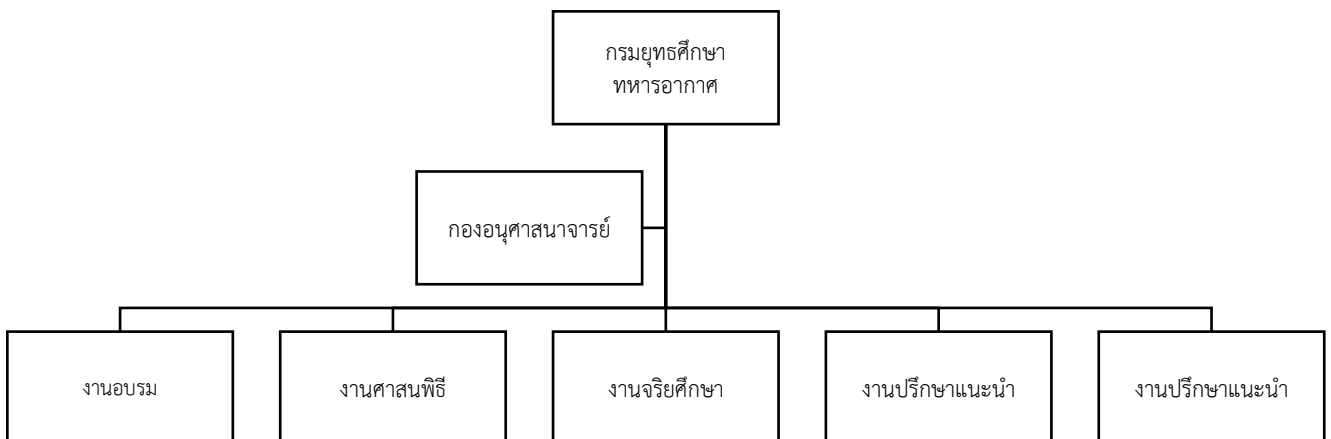 กรมยุทธศึกษา
ทหารอากาศ
กองอนุศาสนาจารย์
งานอบรม
งานศาสนพิธี
งานจริยศึกษา
งานปรึกษาแนะนำ
งานปรึกษาแนะนำ